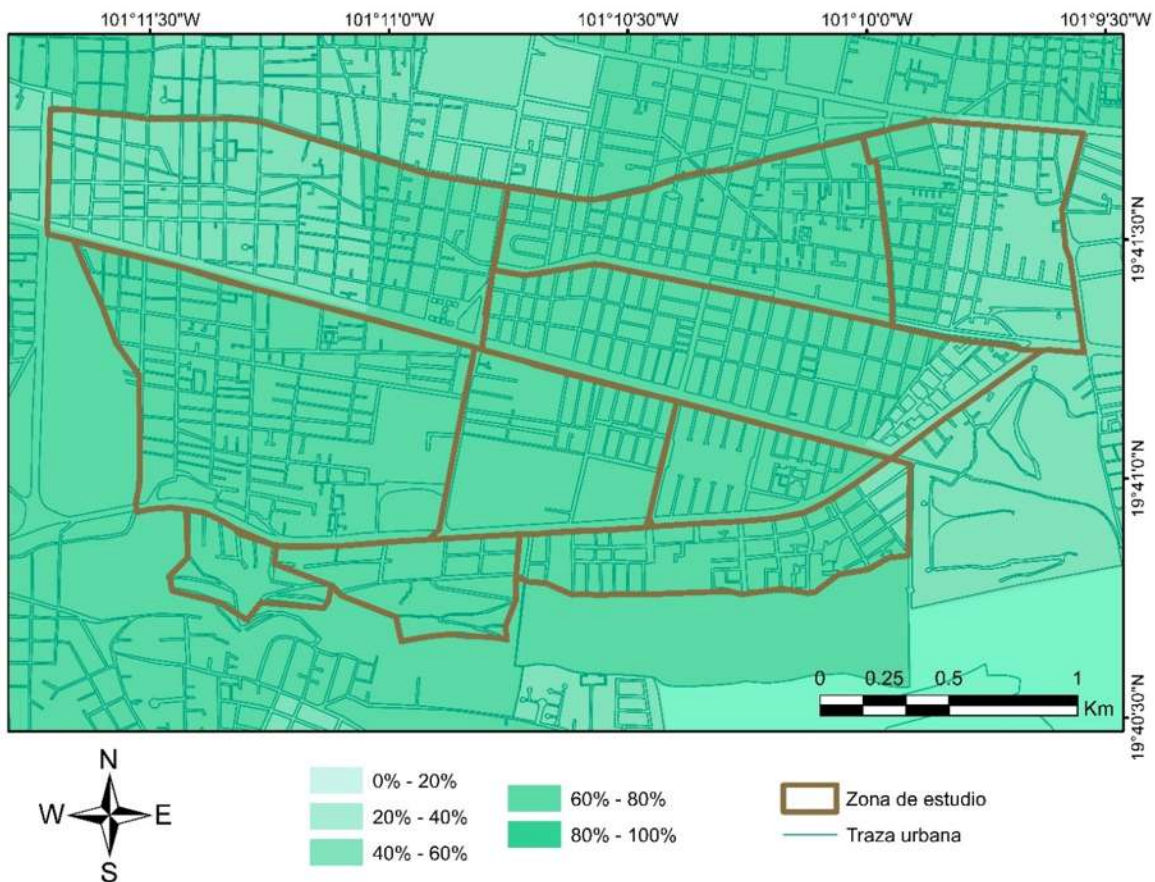 101°11'30"W 101°11'0"W 101°10'30"W 101°10'0"W 101°9'30"W
19°41'30"N
19°41'0"N
19°40'30"N
0 0.25 0.5 1
Km
N
W E
S
0% - 20%
20% - 40%
40% - 60%
60% - 80%
80% - 100%
Zona de estudio
Traza urbana